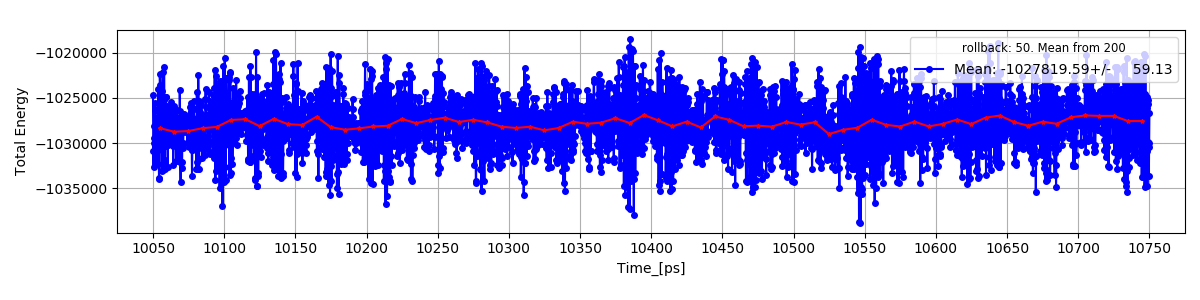 rollback: 50. Mean from 200
Mean: -1027819.59+/- 59.13
Total Energy
−1020000
−1025000
−1030000
−1035000
10050 10100 10150 10200 10250 10300 10350 10400 10450 10500 10550 10600 10650 10700 10750
Time_[ps]